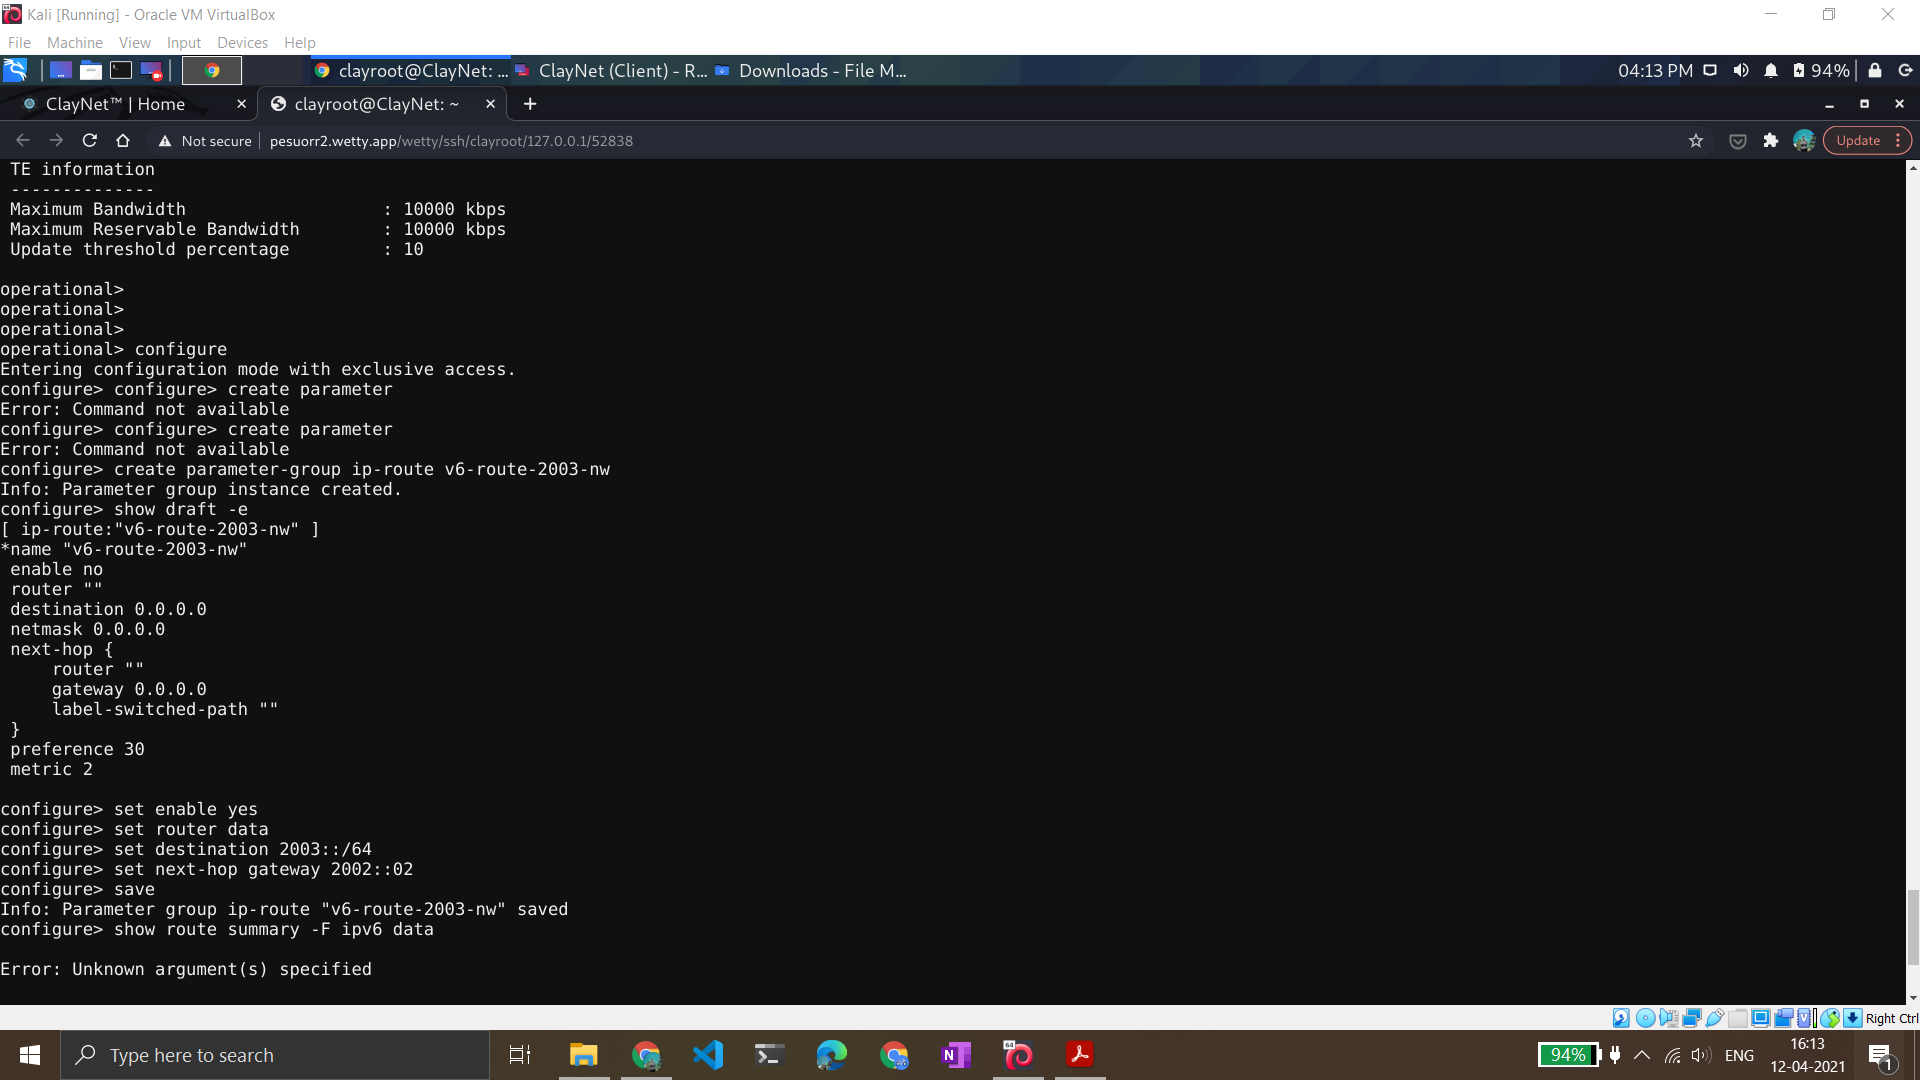 Kali [Running] - Oracle VM VirtualBox
File Machine View Input Devices Help
clayroot@ClayNet: ... ClayNet (Client) - R... Downloads - File M... 04:13 PM 94%
ClayNet™ | Home clayroot@ClayNet: ~
Not secure pesuorr2.wetty.app/wetty/ssh/clayroot/127.0.0.1/52838 Update
TE information
--------------
Maximum Bandwidth : 10000 kbps
Maximum Reservable Bandwidth : 10000 kbps
Update threshold percentage : 10
operational>
operational>
operational>
operational> configure
Entering configuration mode with exclusive access.
configure> configure> create parameter
Error: Command not available
configure> configure> create parameter
Error: Command not available
configure> create parameter-group ip-route v6-route-2003-nw
Info: Parameter group instance created.
configure> show draft -e
[ ip-route:"v6-route-2003-nw" ]
*name "v6-route-2003-nw"
enable no
router ""
destination 0.0.0.0
netmask 0.0.0.0
next-hop {
router ""
gateway 0.0.0.0
label-switched-path ""
}
preference 30
metric 2
configure> set enable yes
configure> set router data
configure> set destination 2003::/64
configure> set next-hop gateway 2002::02
configure> save
Info: Parameter group ip-route "v6-route-2003-nw" saved
configure> show route summary -F ipv6 data
Error: Unknown argument(s) specified
Right Ctrl
Type here to search 94% ENG 16:13
12-04-2021 1